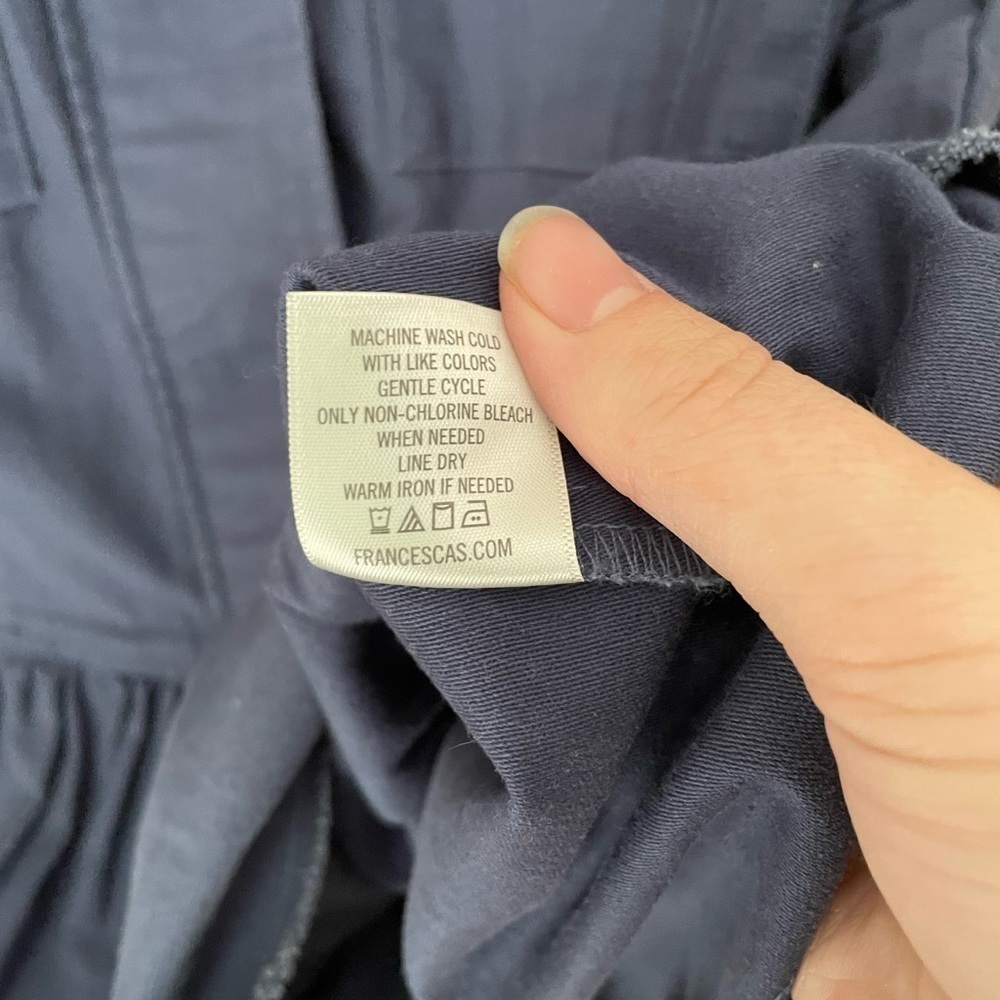 MACHINE WASH COLD
WITH LIKE COLORS
GENTLE CYCLE
ONLY NON-CHLORINE BLEACH
WHEN NEEDED
LINE DRY
WARM IRON IF NEEDED
FRANCESCAS.COM